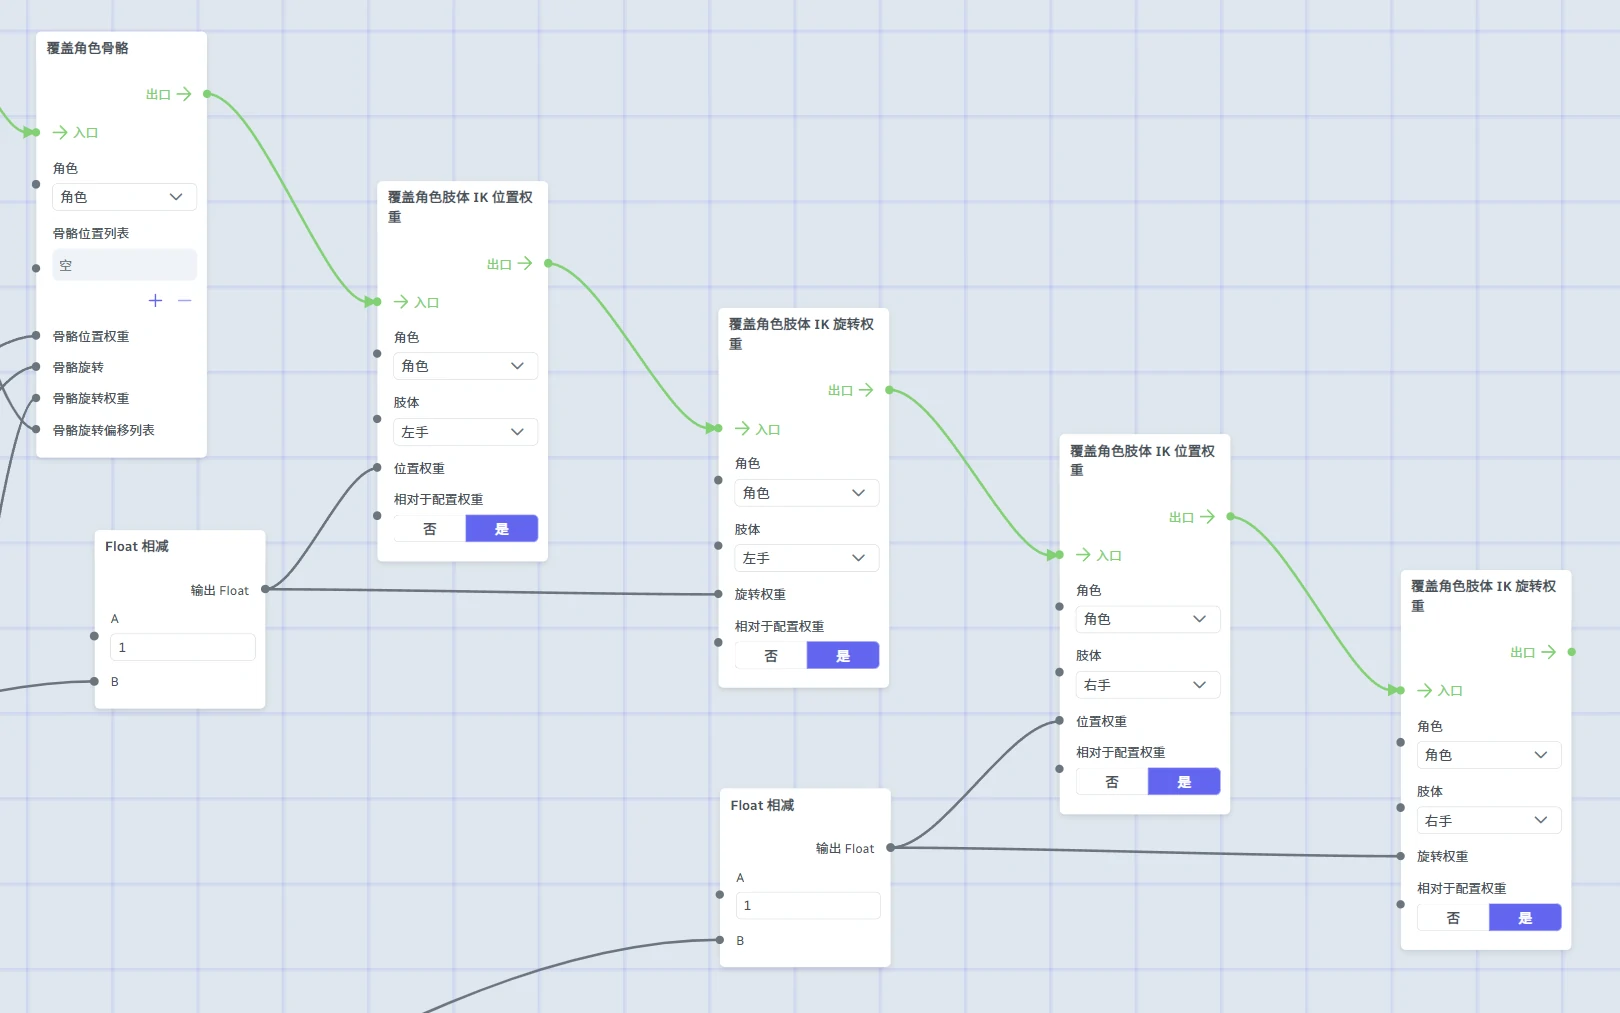 覆盖角色骨骼
出口
入口
角色
角色
骨骼位置列表
空
骨骼位置权重
骨骼旋转
骨骼旋转权重
骨骼旋转偏移列表
覆盖角色肢体 IK 位置权
重
出口
入口
角色
角色
肢体
左手
位置权重
相对于配置权重
否 是
Float 相减
输出 Float
A
1
B
覆盖角色肢体 IK 旋转权
重
出口
入口
角色
角色
肢体
左手
旋转权重
相对于配置权重
否 是
Float 相减
输出 Float
A
1
B
覆盖角色肢体 IK 位置权
重
出口
入口
角色
角色
肢体
右手
位置权重
相对于配置权重
否 是
覆盖角色肢体 IK 旋转权
重
出口
入口
角色
角色
肢体
右手
旋转权重
相对于配置权重
否 是